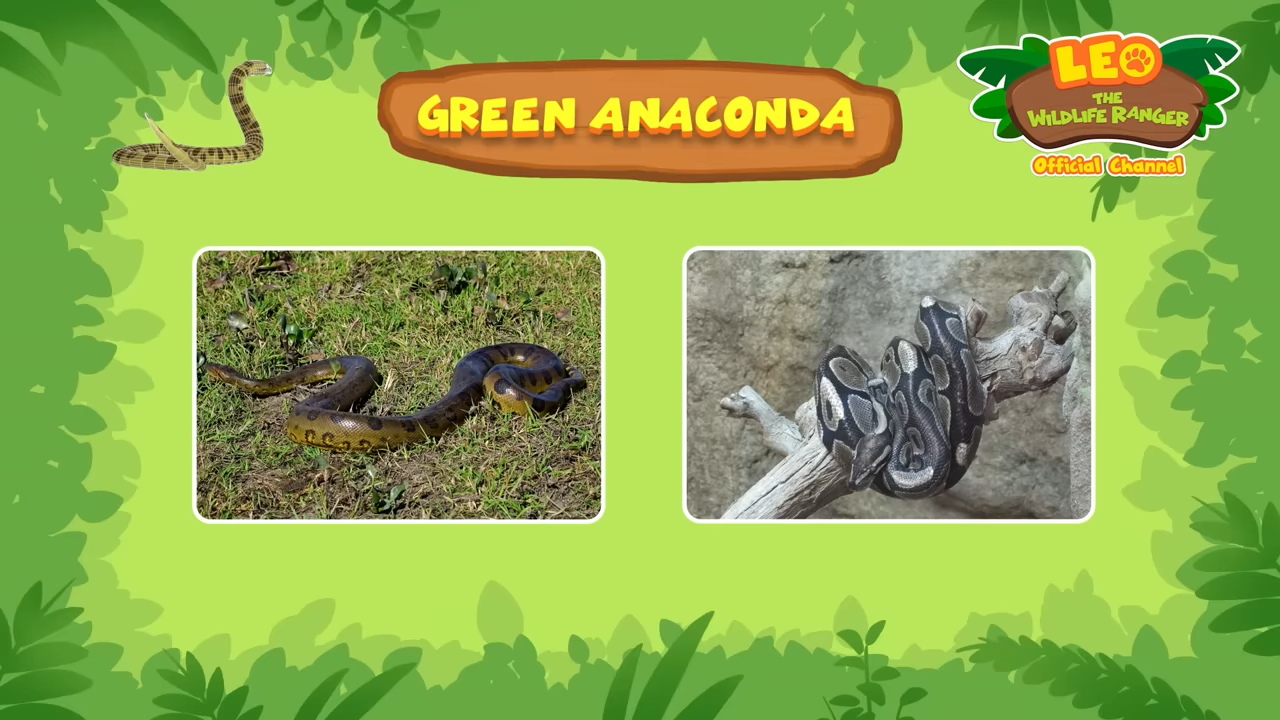 GREEN ANACONDA
LEO
THE
WILDLIFE RANGER
Official Channel